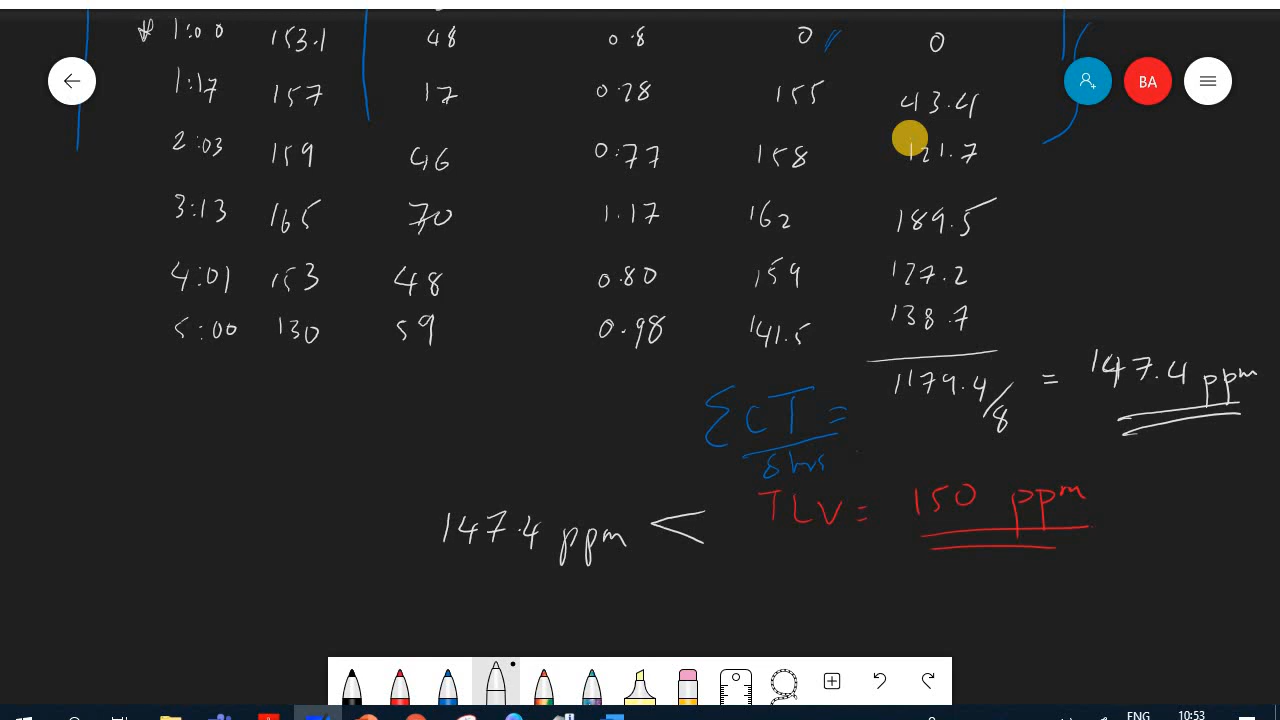 1:00 153.1 48 0.8 0 0
BA
1:17 157 17 0.28 155 43.4
2:03 159 46 0:77 158 121.7
3:13 165 70 1.17 162 189.5
4:01 153 48 0.80 159 127.2
5:00 130 59 0.98 141.5 138.7
1179.4/8 = 147.4 ppm
ΣCT =
8 hrs
TLV = 150 ppm
147.4 ppm <
ENG 10:53